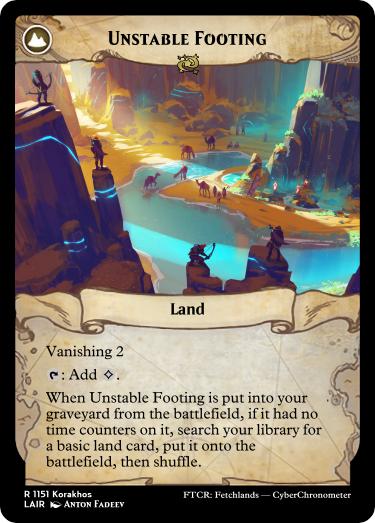 Unstable Footing
Land
Vanishing 2
: Add .
When Unstable Footing is put into your
graveyard from the battlefield, if it had no
time counters on it, search your library for
a basic land card, put it onto the
battlefield, then shuffle.
R 1151 Korakhos
LAIR Anton Fadeev
FTCR: Fetchlands — CyberChronometer